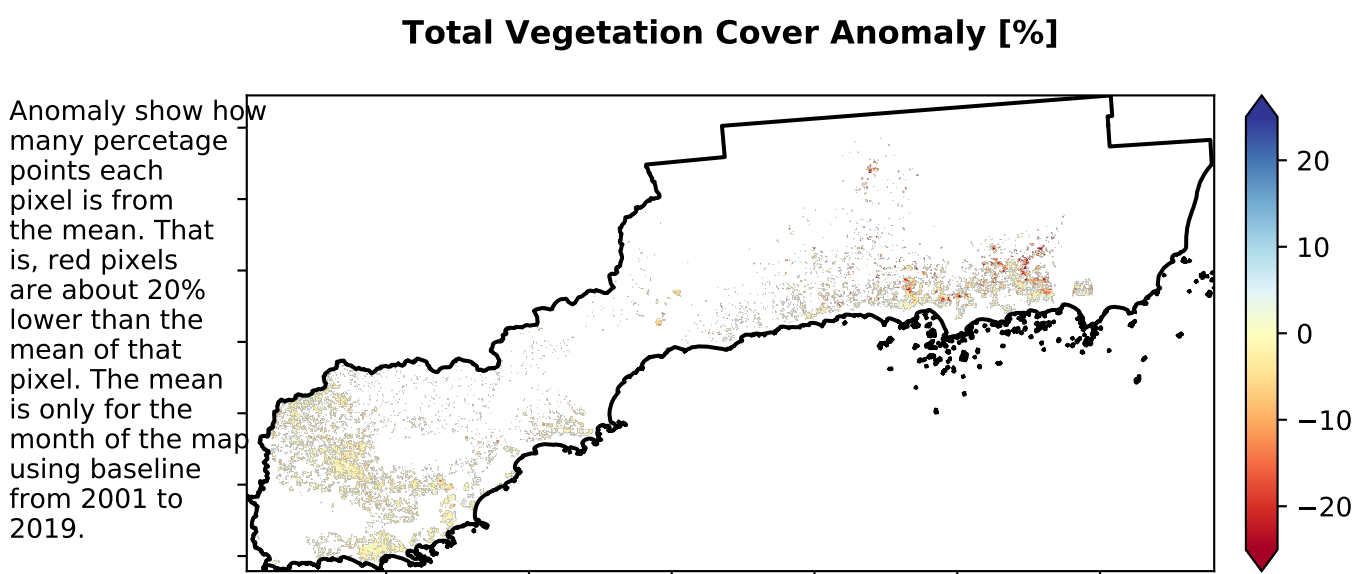 Total Vegetation Cover Anomaly [%]
Anomaly show how
many percetage
points each
pixel is from
the mean. That
is, red pixels
are about 20%
lower than the
mean of that
pixel. The mean
is only for the
month of the map
using baseline
from 2001 to
2019.
20
10
0
−10
−20